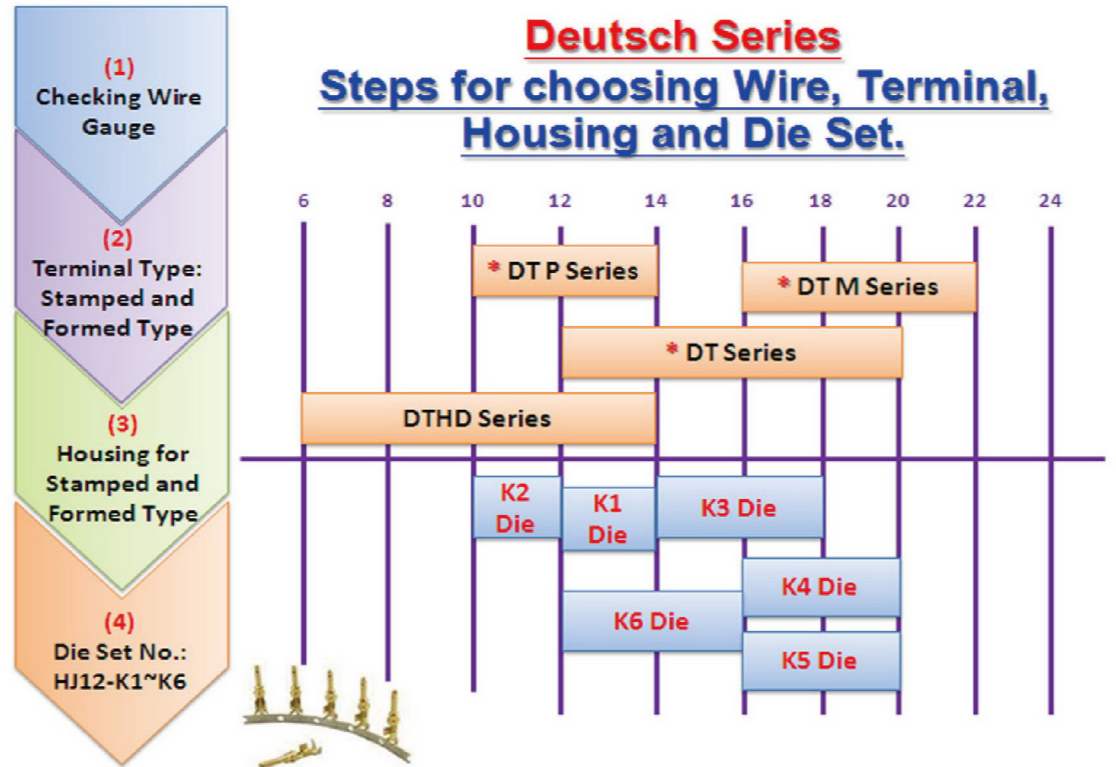 Deutsch Series
Steps for choosing Wire, Terminal,
Housing and Die Set.
(1)
Checking Wire
Gauge
(2)
Terminal Type:
Stamped and
Formed Type
(3)
Housing for
Stamped and
Formed Type
(4)
Die Set No.:
HJ12-K1~K6
6 8 10 12 14 16 18 20 22 24
* DT P Series
* DT M Series
* DT Series
DTHD Series
K2
Die
K1
Die
K3 Die
K4 Die
K6 Die
K5 Die